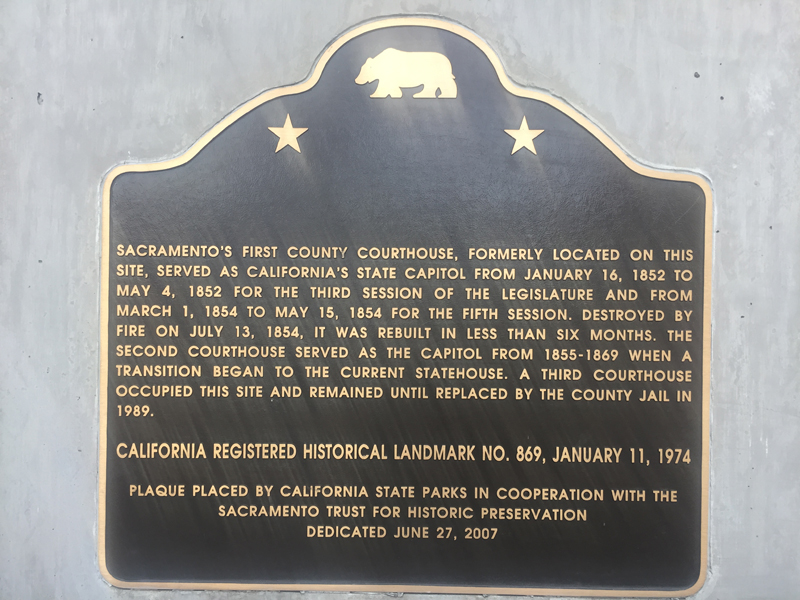 SACRAMENTO'S FIRST COUNTY COURTHOUSE, FORMERLY LOCATED ON THIS
SITE, SERVED AS CALIFORNIA'S STATE CAPITOL FROM JANUARY 16, 1852 TO
MAY 4, 1852 FOR THE THIRD SESSION OF THE LEGISLATURE AND FROM
MARCH 1, 1854 TO MAY 15, 1854 FOR THE FIFTH SESSION. DESTROYED BY
FIRE ON JULY 13, 1854, IT WAS REBUILT IN LESS THAN SIX MONTHS. THE
SECOND COURTHOUSE SERVED AS THE CAPITOL FROM 1855-1869 WHEN A
TRANSITION BEGAN TO THE CURRENT STATEHOUSE. A THIRD COURTHOUSE
OCCUPIED THIS SITE AND REMAINED UNTIL REPLACED BY THE COUNTY JAIL IN
1989.
CALIFORNIA REGISTERED HISTORICAL LANDMARK NO. 869, JANUARY 11, 1974
PLAQUE PLACED BY CALIFORNIA STATE PARKS IN COOPERATION WITH THE
SACRAMENTO TRUST FOR HISTORIC PRESERVATION
DEDICATED JUNE 27, 2007